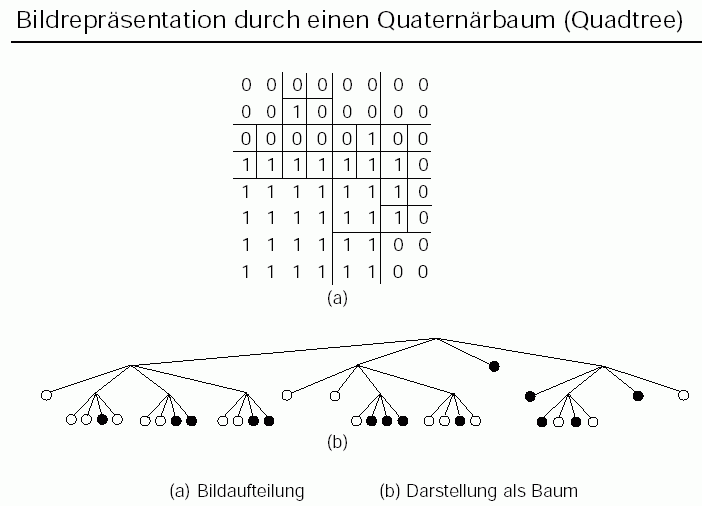 Bildrepräsentation durch einen Quaternärbaum (Quadtree)
0 0 0 0 0 0 0 0
0 0 1 0 0 0 0 0
0 0 0 0 0 1 0 0
1 1 1 1 1 1 1 0
1 1 1 1 1 1 1 0
1 1 1 1 1 1 1 0
1 1 1 1 1 1 0 0
1 1 1 1 1 1 0 0
(a)
(b)
(a) Bildaufteilung (b) Darstellung als Baum